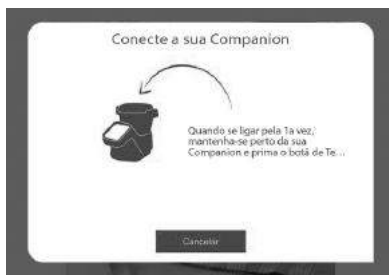 Conecte a sua Companion
Quando se ligar pela 1a vez,
mantenha-se perto da sua
Companion e prima o botã de Te...
Cancelar